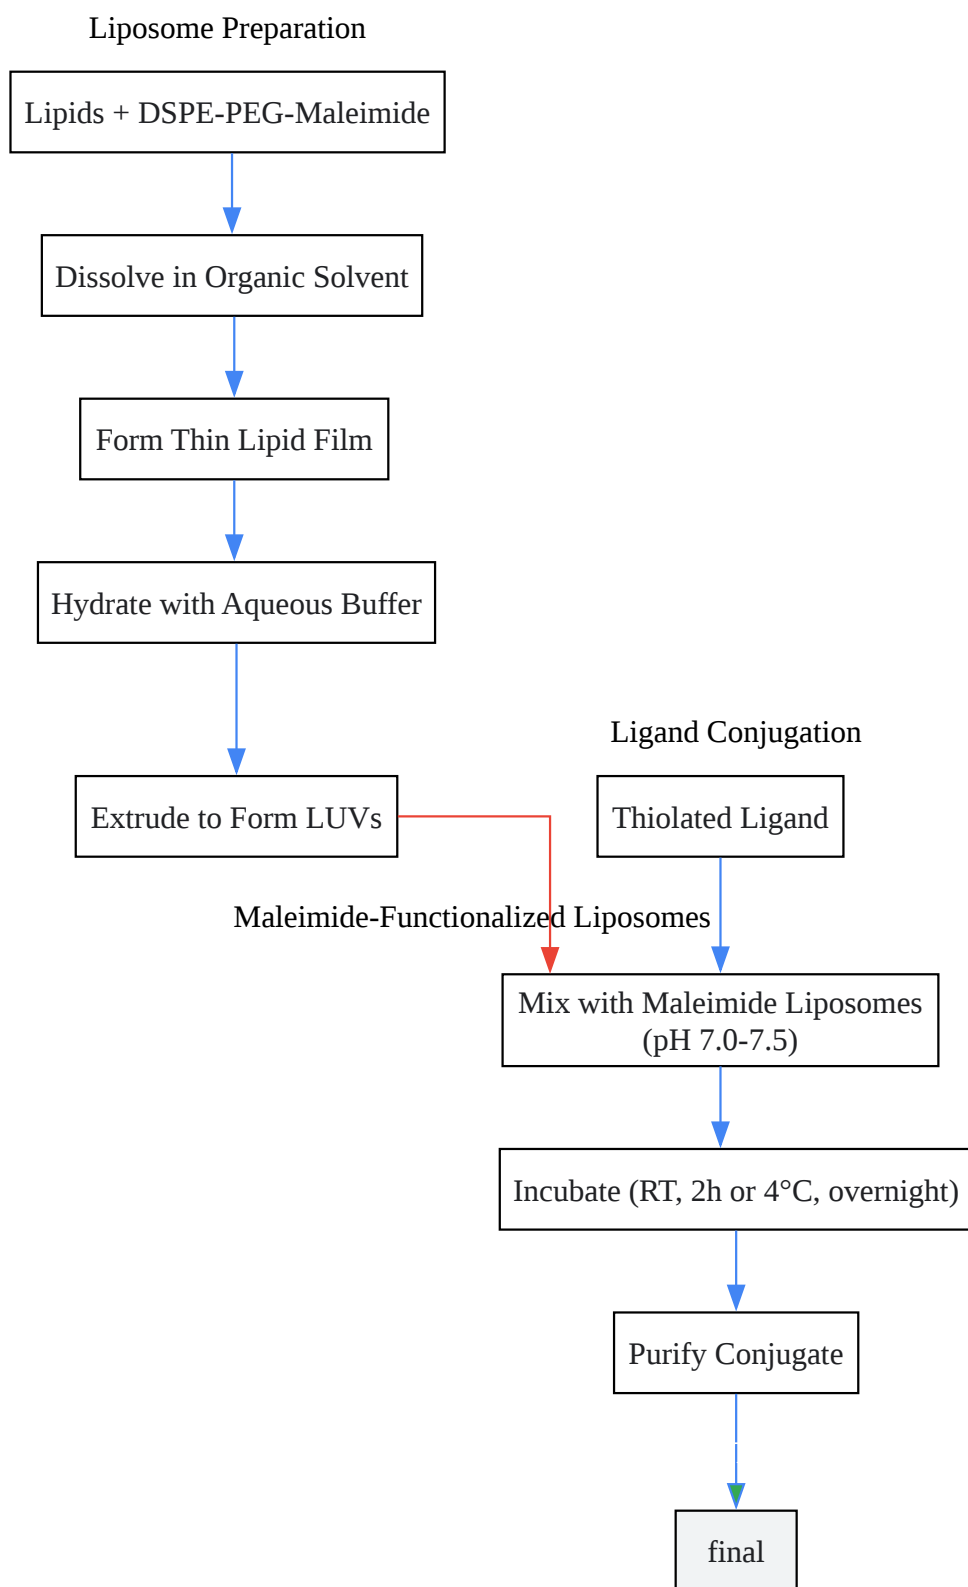 Liposome Preparation
Lipids + DSPE-PEG-Maleimide
Dissolve in Organic Solvent
Form Thin Lipid Film
Hydrate with Aqueous Buffer
Extrude to Form LUVs
Maleimide-Functionalized Liposomes
Ligand Conjugation
Thiolated Ligand
Mix with Maleimide Liposomes
(pH 7.0-7.5)
Incubate (RT, 2h or 4°C, overnight)
Purify Conjugate
final